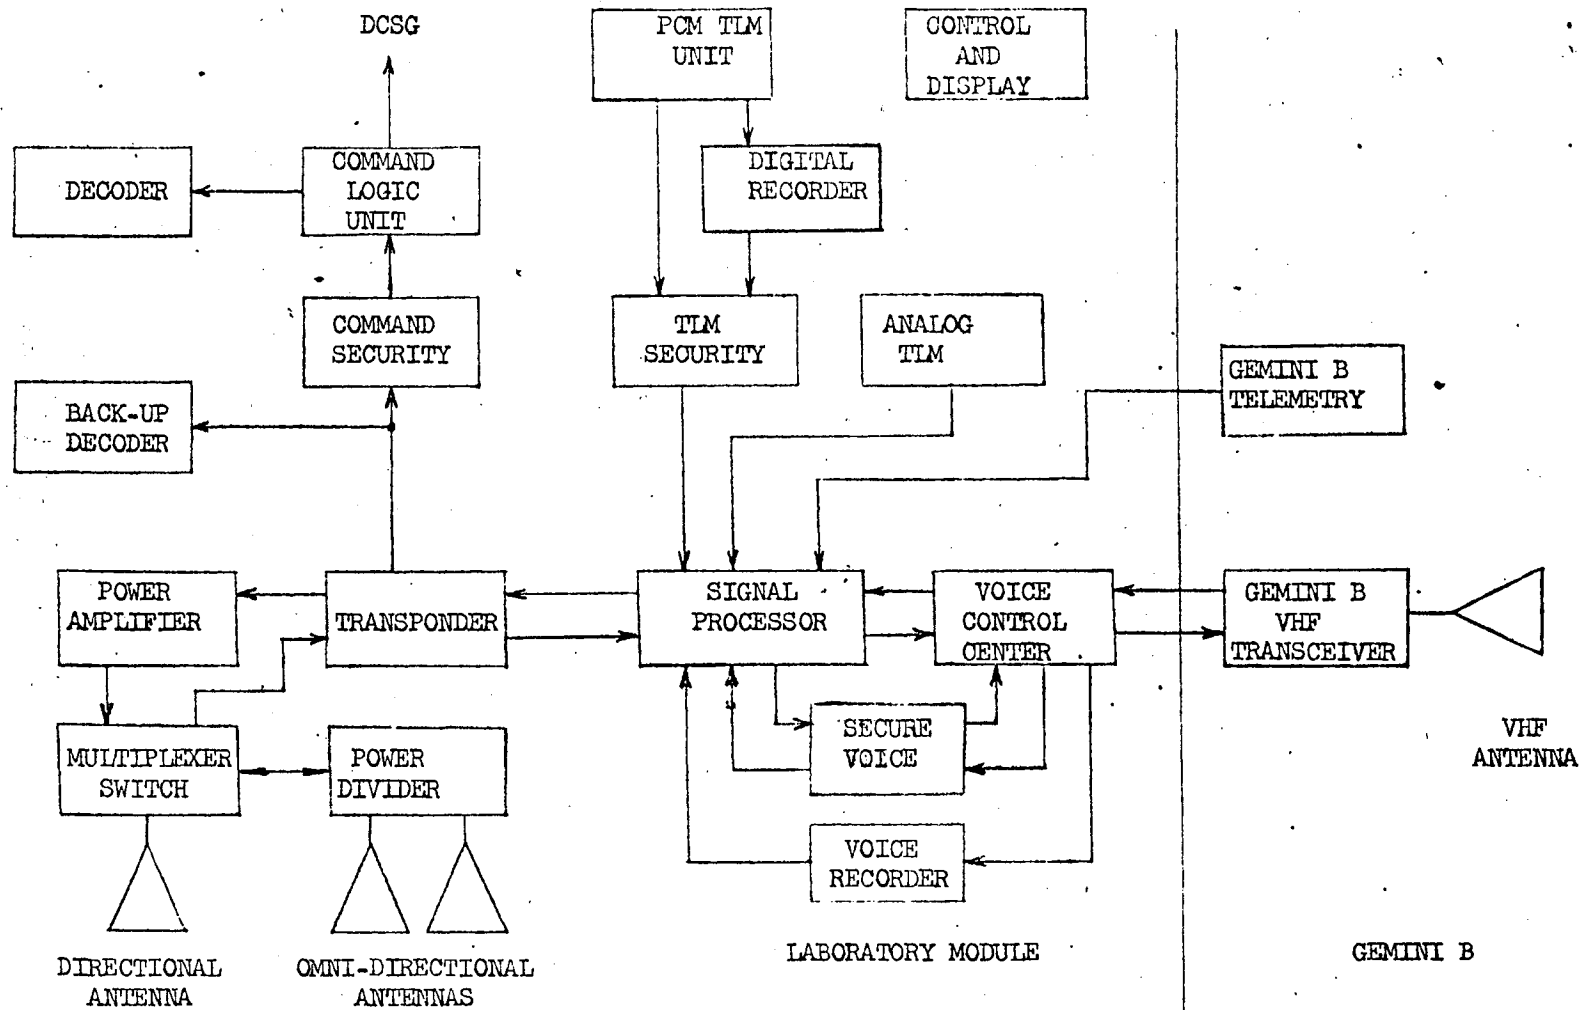 DCSG
PCM TLM
UNIT
CONTROL
AND
DISPLAY
DECODER
COMMAND
LOGIC
UNIT
DIGITAL
RECORDER
COMMAND
SECURITY
TLM
SECURITY
ANALOG
TLM
GEMINI B
TELEMETRY
BACK-UP
DECODER
POWER
AMPLIFIER
TRANSPONDER
SIGNAL
PROCESSOR
VOICE
CONTROL
CENTER
GEMINI B
VHF
TRANSCEIVER
MULTIPLEXER
SWITCH
POWER
DIVIDER
SECURE
VOICE
VHF
ANTENNA
VOICE
RECORDER
DIRECTIONAL
ANTENNA
OMNI-DIRECTIONAL
ANTENNAS
LABORATORY MODULE
GEMINI B